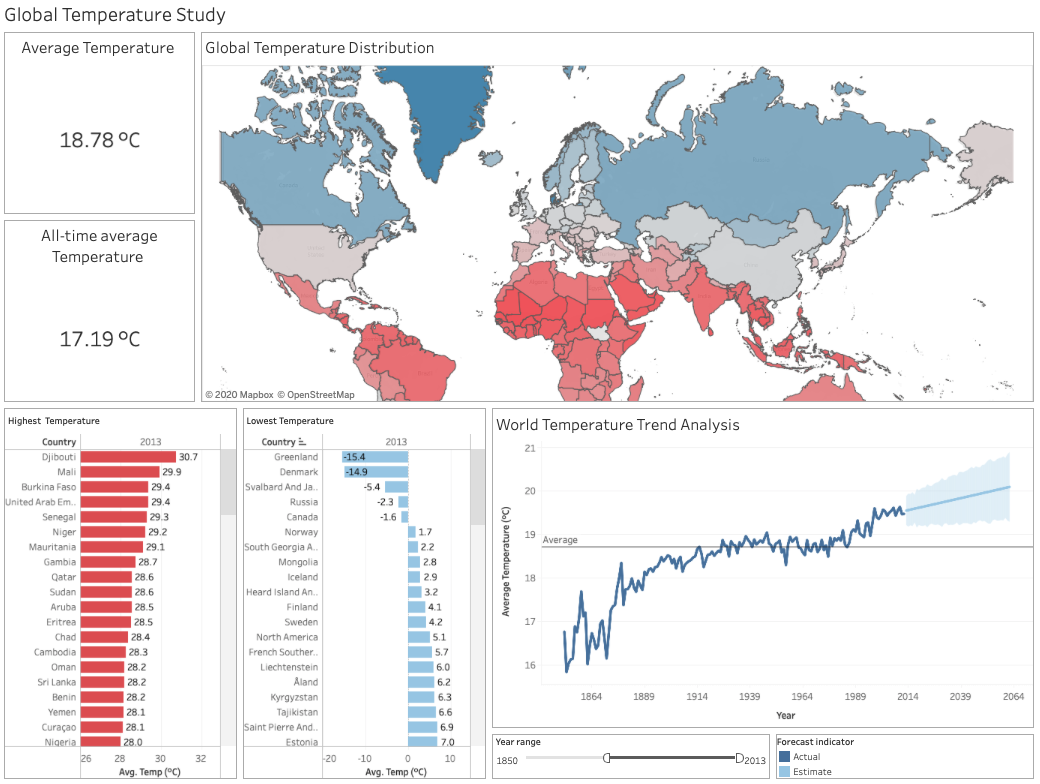 Global Temperature Study
Average Temperature
18.78 ºC
All-time average
Temperature
17.19 ºC
Global Temperature Distribution
© 2020 Mapbox © OpenStreetMap
Highest Temperature
Country 2013
Djibouti 30.7
Mali 29.9
Burkina Faso 29.4
United Arab Em.. 29.4
Senegal 29.3
Niger 29.2
Mauritania 29.1
Gambia 28.7
Qatar 28.6
Sudan 28.6
Aruba 28.5
Eritrea 28.5
Chad 28.4
Cambodia 28.3
Oman 28.2
Sri Lanka 28.2
Benin 28.2
Yemen 28.1
Curaçao 28.1
Nigeria 28.0
26 28 30 32
Avg. Temp (ºC)
Lowest Temperature
Country 2013
Greenland -15.4
Denmark -14.9
Svalbard And Ja.. -5.4
Russia -2.3
Canada -1.6
Norway 1.7
South Georgia A.. 2.2
Mongolia 2.8
Iceland 2.9
Heard Island An.. 3.2
Finland 4.1
Sweden 4.2
North America 5.1
French Souther.. 5.7
Liechtenstein 6.0
Åland 6.2
Kyrgyzstan 6.3
Tajikistan 6.6
Saint Pierre And.. 6.9
Estonia 7.0
-20 -10 0 10
Avg. Temp (ºC)
World Temperature Trend Analysis
Average Temperature (ºC)
21
20
19
Average
18
17
16
1864 1889 1914 1939 1964 1989 2014 2039 2064
Year
Year range
1850 2013
Forecast indicator
Actual
Estimate